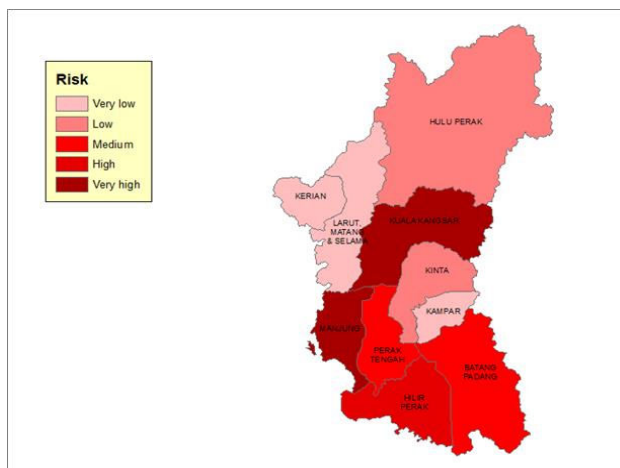 Risk
Very low
Low
Medium
High
Very high
HULU PERAK
KERIAN
LARUT,
MATANG
& SELAMA
KUALA KANGSAR
KINTA
KAMPAR
MANJUNG
PERAK
TENGAH
BATANG
PADANG
HILIR
PERAK